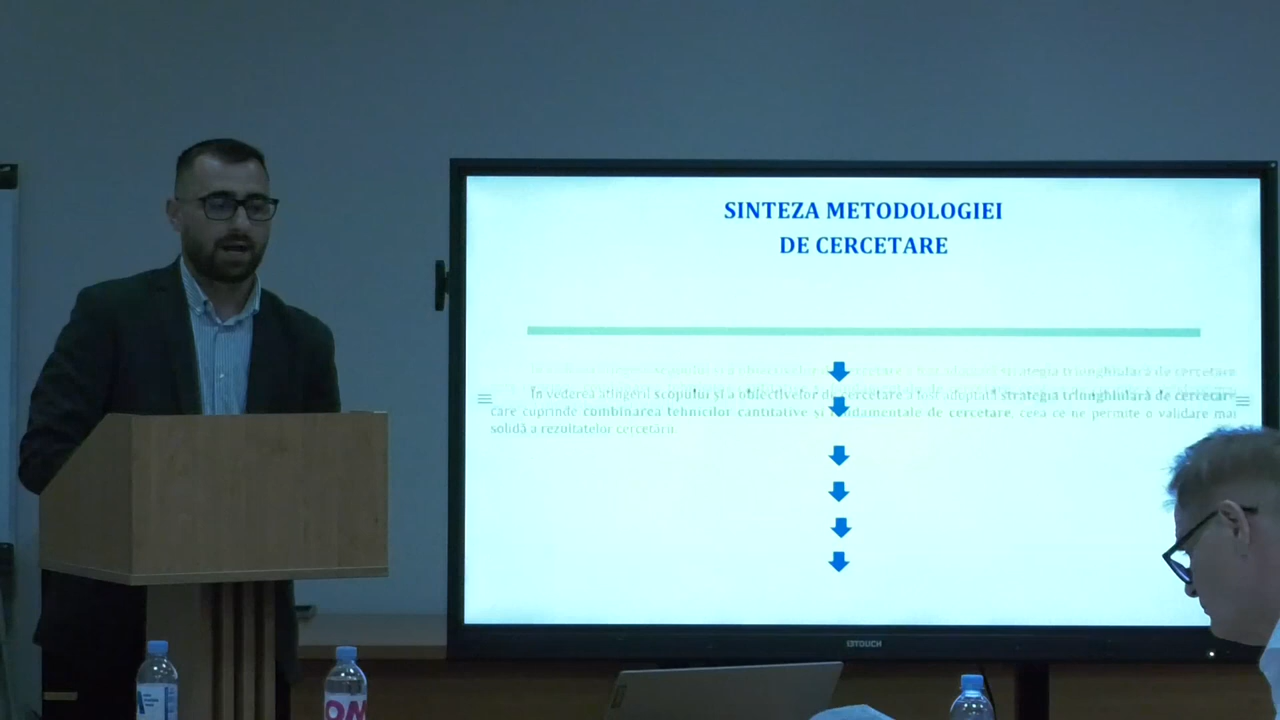 SINTEZA METODOLOGIEI
DE CERCETARE
În vederea atingerii scopului și a obiectivelor de cercetare a fost adoptată strategia triunghiulară de cercetare
care cuprinde combinarea tehnicilor cantitative și fundamentale de cercetare, ceea ce ne permite o validare mai
solidă a rezultatelor cercetării.
OM